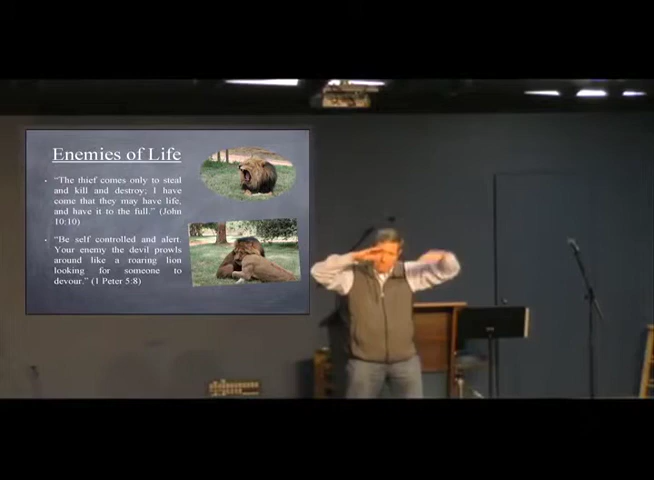 Enemies of Life
"The thief comes only to steal
and kill and destroy; I have
come that they may have life,
and have it to the full." (John
10:10)
"Be self controlled and alert.
Your enemy the devil prowls
around like a roaring lion
looking for someone to
devour." (1 Peter 5:8)